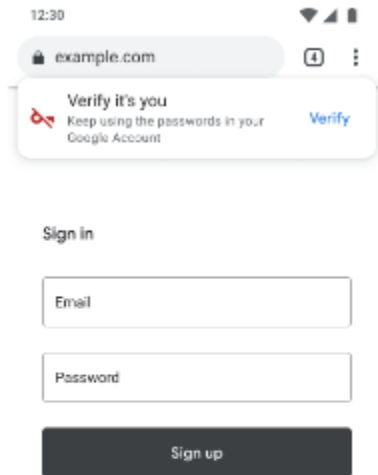 12:30
example.com
4
Verify it's you
Keep using the passwords in your
Google Account
Verify
Sign in
Email
Password
Sign up